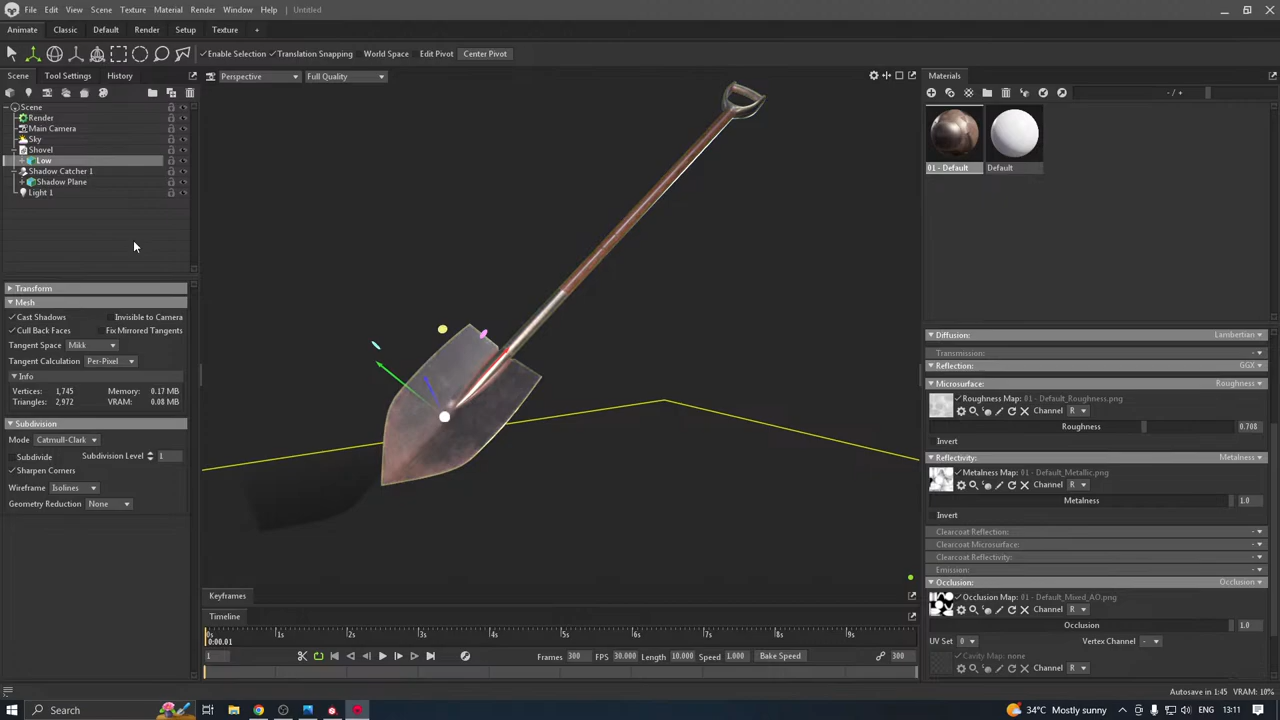 File Edit View Scene Texture Material Render Window Help Untitled
Animate Classic Default Render Setup Texture +
Enable Selection Translation Snapping World Space Edit Pivot Center Pivot
Scene Tool Settings History
Perspective Full Quality
Materials
- / +
Scene
Render
Main Camera
Sky
Shovel
Low
Shadow Catcher 1
Shadow Plane
Light 1
01 - Default Default
Transform
Mesh
Cast Shadows Invisible to Camera
Cull Back Faces Fix Mirrored Tangents
Tangent Space Mikk
Tangent Calculation Per-Pixel
Info
Vertices: 1,745 Memory: 0.17 MB
Triangles: 2,972 VRAM: 0.08 MB
Subdivision
Mode Catmull-Clark
Subdivide Subdivision Level 1
Sharpen Corners
Wireframe Isolines
Geometry Reduction None
Diffusion: Lambertian
Transmission: -
Reflection: GGX
Microsurface: Roughness
Roughness Map: 01 - Default_Roughness.png
Channel R
Roughness 0.708
Invert
Reflectivity: Metalness
Metalness Map: 01 - Default_Metallic.png
Channel R
Metalness 1.0
Invert
Clearcoat Reflection: -
Clearcoat Microsurface: -
Clearcoat Reflectivity: -
Emission: -
Occlusion: Occlusion
Occlusion Map: 01 - Default_Mixed_AO.png
Channel R
Occlusion 1.0
UV Set 0 Vertex Channel -
Cavity Map: none
Channel R
Keyframes
Timeline
0s 1s 2s 3s 4s 5s 6s 7s 8s 9s
0:00.01
1 Frames 300 FPS 30.000 Length 10.000 Speed 1.000 Bake Speed 300
Autosave in 1:45 VRAM: 10%
Search 34°C Mostly sunny ENG 13:11